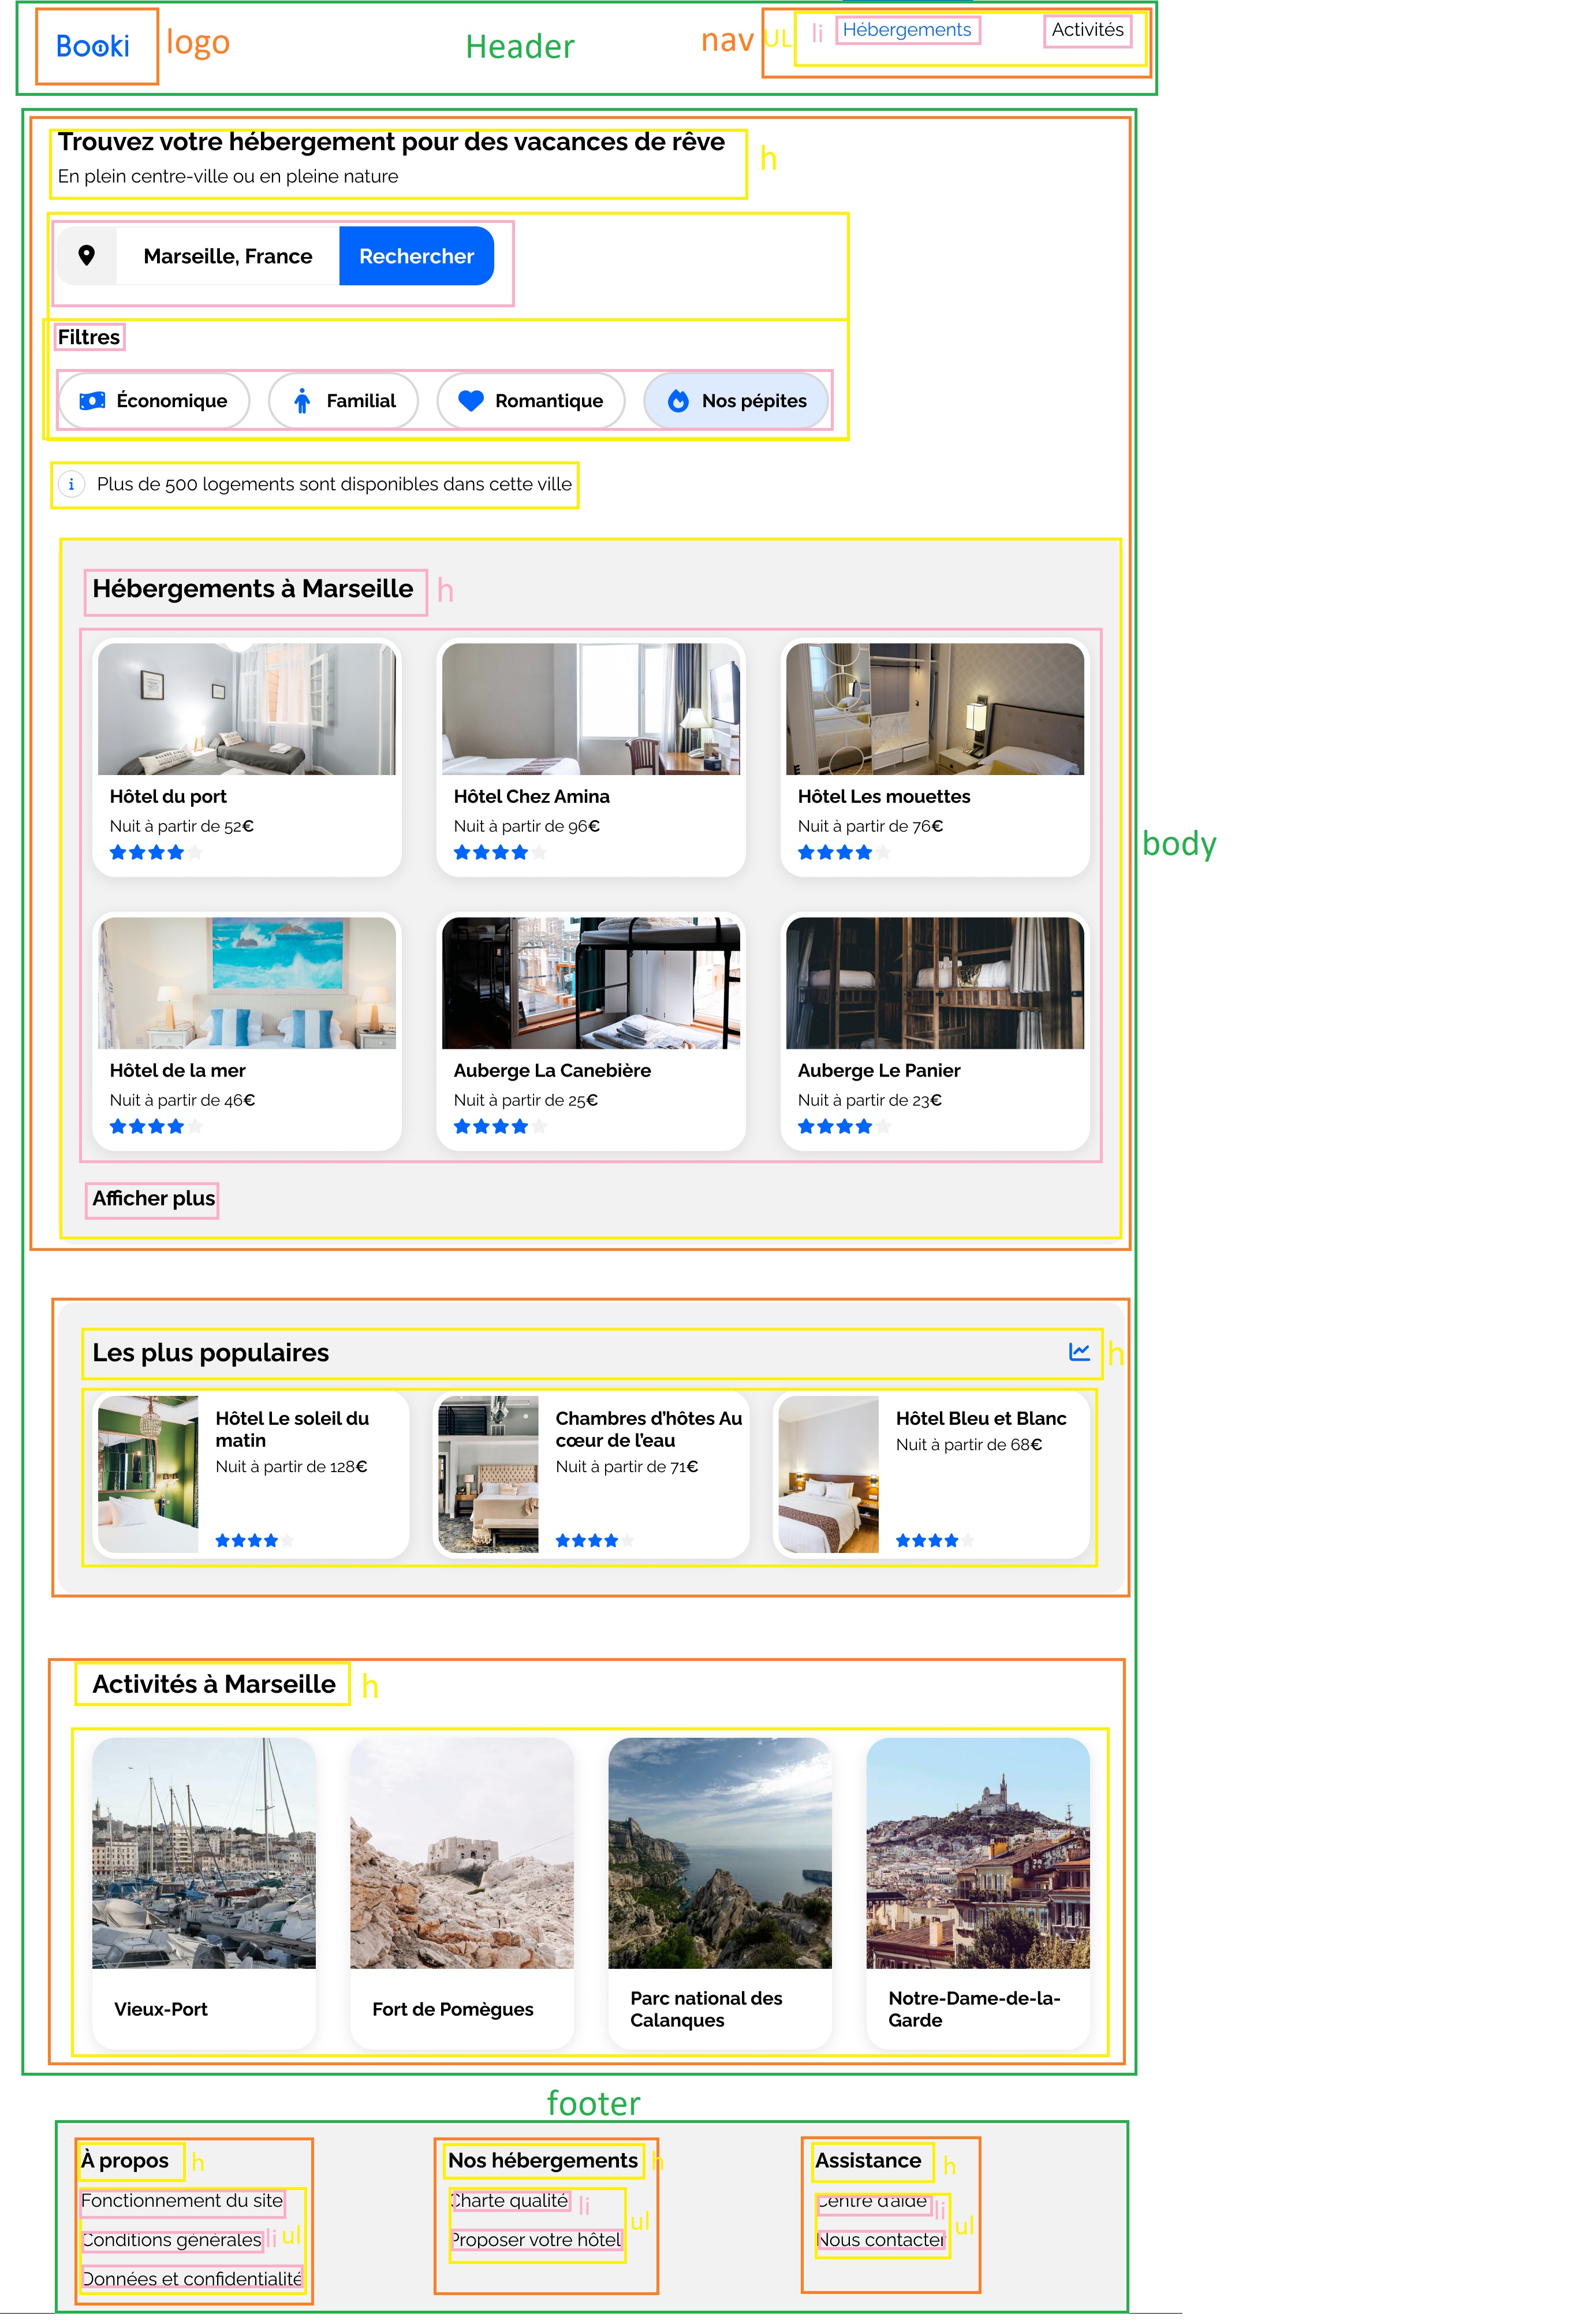 Booki
logo
Header
nav
UL
li
Hébergements
Activités
Trouvez votre hébergement pour des vacances de rêve
h
En plein centre-ville ou en pleine nature
Marseille, France
Rechercher
Filtres
Économique
Familial
Romantique
Nos pépites
i
Plus de 500 logements sont disponibles dans cette ville
Hébergements à Marseille
h
Hôtel du port
Nuit à partir de 52€
Hôtel Chez Amina
Nuit à partir de 96€
Hôtel Les mouettes
Nuit à partir de 76€
body
Hôtel de la mer
Nuit à partir de 46€
Auberge La Canebière
Nuit à partir de 25€
Auberge Le Panier
Nuit à partir de 23€
Afficher plus
Les plus populaires
h
Hôtel Le soleil du
matin
Nuit à partir de 128€
Chambres d'hôtes Au
cœur de l'eau
Nuit à partir de 71€
Hôtel Bleu et Blanc
Nuit à partir de 68€
Activités à Marseille
h
Vieux-Port
Fort de Pomègues
Parc national des
Calanques
Notre-Dame-de-la-
Garde
footer
À propos
h
Fonctionnement du site
Conditions générales
li
ul
Données et confidentialité
Nos hébergements
h
Charte qualité
li
ul
Proposer votre hôtel
Assistance
h
Centre d'aide
li
ul
Nous contacter